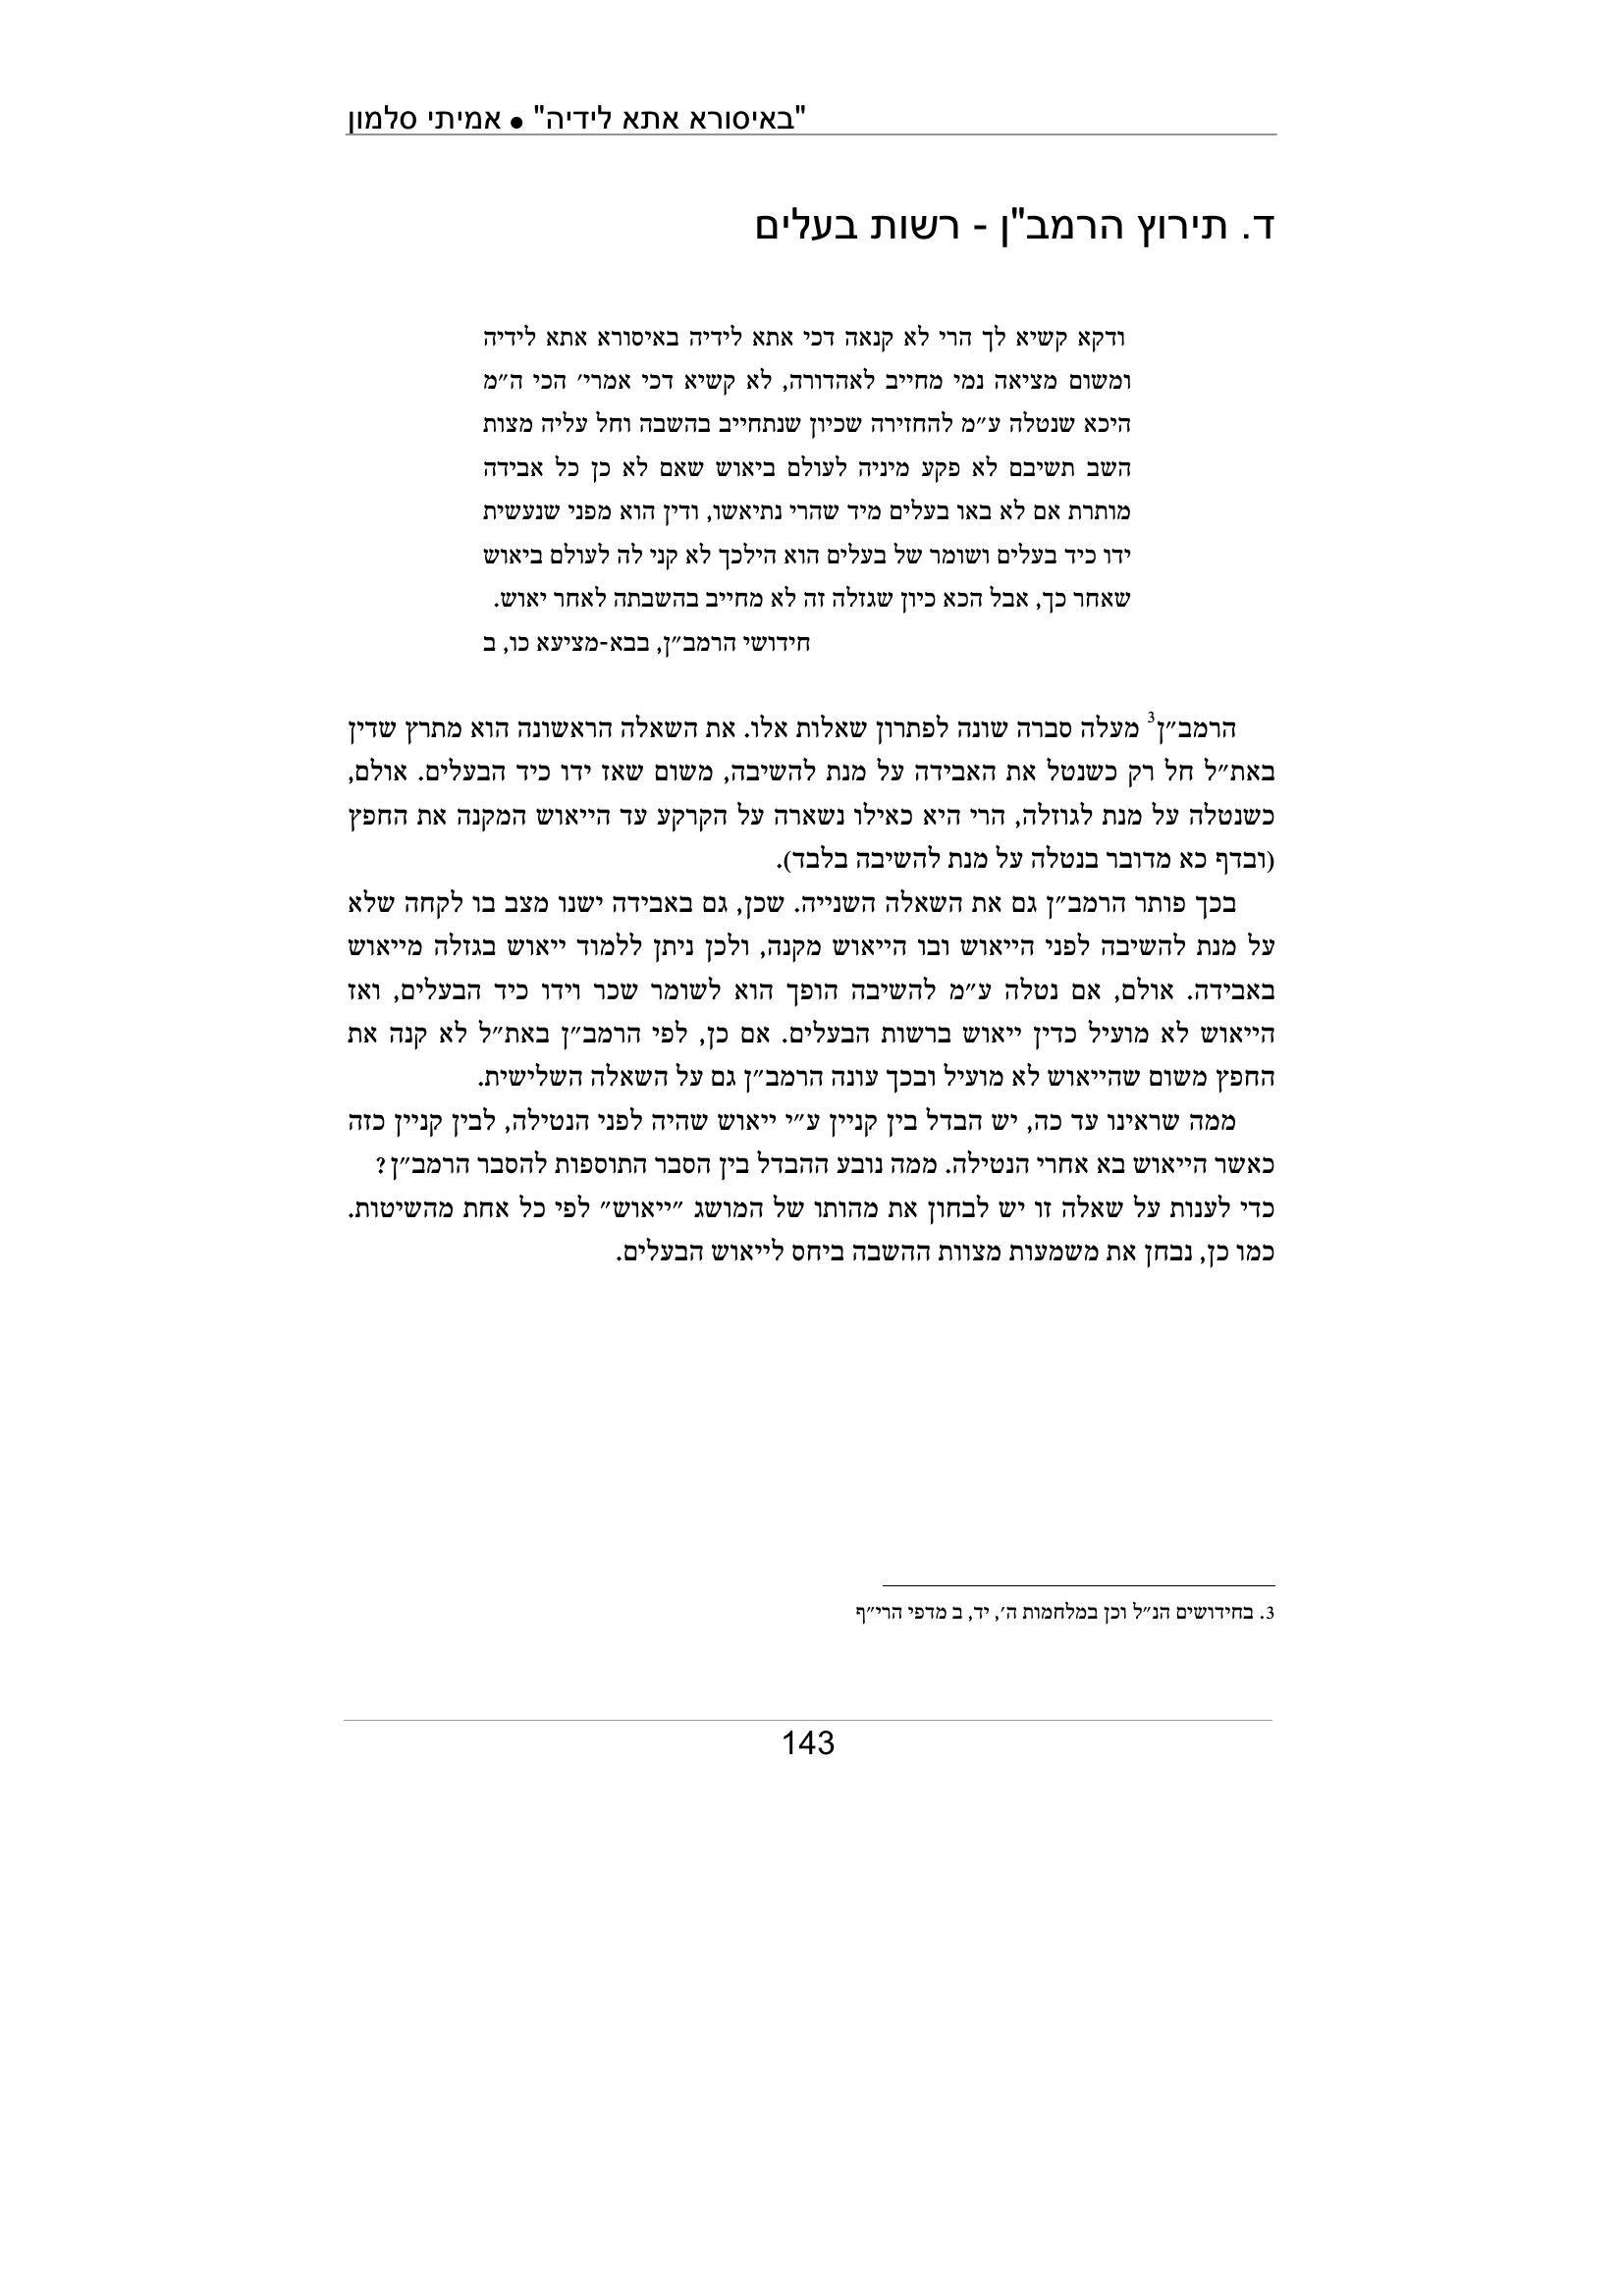 "באיסורא אתא לידיה" ● אמיתי סלמון
ד. תירוץ הרמב"ן - רשות בעלים
ודקא קשיא לך הרי לא קנאה דכי אתא לידיה באיסורא אתא לידיה
ומשום מציאה נמי מחייב לאהדורה, לא קשיא דכי אמרי׳ הכי ה״מ
היכא שנטלה ע״מ להחזירה שכיון שנתחייב בהשבה וחל עליה מצות
השב תשיבם לא פקע מיניה לעולם ביאוש שאם לא כן כל אבידה
מותרת אם לא באו בעלים מיד שהרי נתיאשו, ודין הוא מפני שנעשית
ידו כיד בעלים ושומר של בעלים הוא הילכך לא קני לה לעולם ביאוש
שאחר כך, אבל הכא כיון שגזלה זה לא מחייב בהשבתה לאחר יאוש.
חידושי הרמב״ן, בבא-מציעא כו, ב
הרמב״ן3 מעלה סברה שונה לפתרון שאלות אלו. את השאלה הראשונה הוא מתרץ שדין
באת״ל חל רק כשנטל את האבידה על מנת להשיבה, משום שאז ידו כיד הבעלים. אולם,
כשנטלה על מנת לגוזלה, הרי היא כאילו נשארה על הקרקע עד הייאוש המקנה את החפץ
(ובדף כא מדובר בנטלה על מנת להשיבה בלבד).
בכך פותר הרמב״ן גם את השאלה השנייה. שכן, גם באבידה ישנו מצב בו לקחה שלא
על מנת להשיבה לפני הייאוש ובו הייאוש מקנה, ולכן ניתן ללמוד ייאוש בגזלה מייאוש
באבידה. אולם, אם נטלה ע״מ להשיבה הופך הוא לשומר שכר וידו כיד הבעלים, ואז
הייאוש לא מועיל כדין ייאוש ברשות הבעלים. אם כן, לפי הרמב״ן באת״ל לא קנה את
החפץ משום שהייאוש לא מועיל ובכך עונה הרמב״ן גם על השאלה השלישית.
ממה שראינו עד כה, יש הבדל בין קניין ע״י ייאוש שהיה לפני הנטילה, לבין קניין כזה
כאשר הייאוש בא אחרי הנטילה. ממה נובע ההבדל בין הסבר התוספות להסבר הרמב״ן?
כדי לענות על שאלה זו יש לבחון את מהותו של המושג ״ייאוש״ לפי כל אחת מהשיטות.
כמו כן, נבחן את משמעות מצוות ההשבה ביחס לייאוש הבעלים.
3. בחידושים הנ״ל וכן במלחמות ה׳, יד, ב מדפי הרי״ף
143